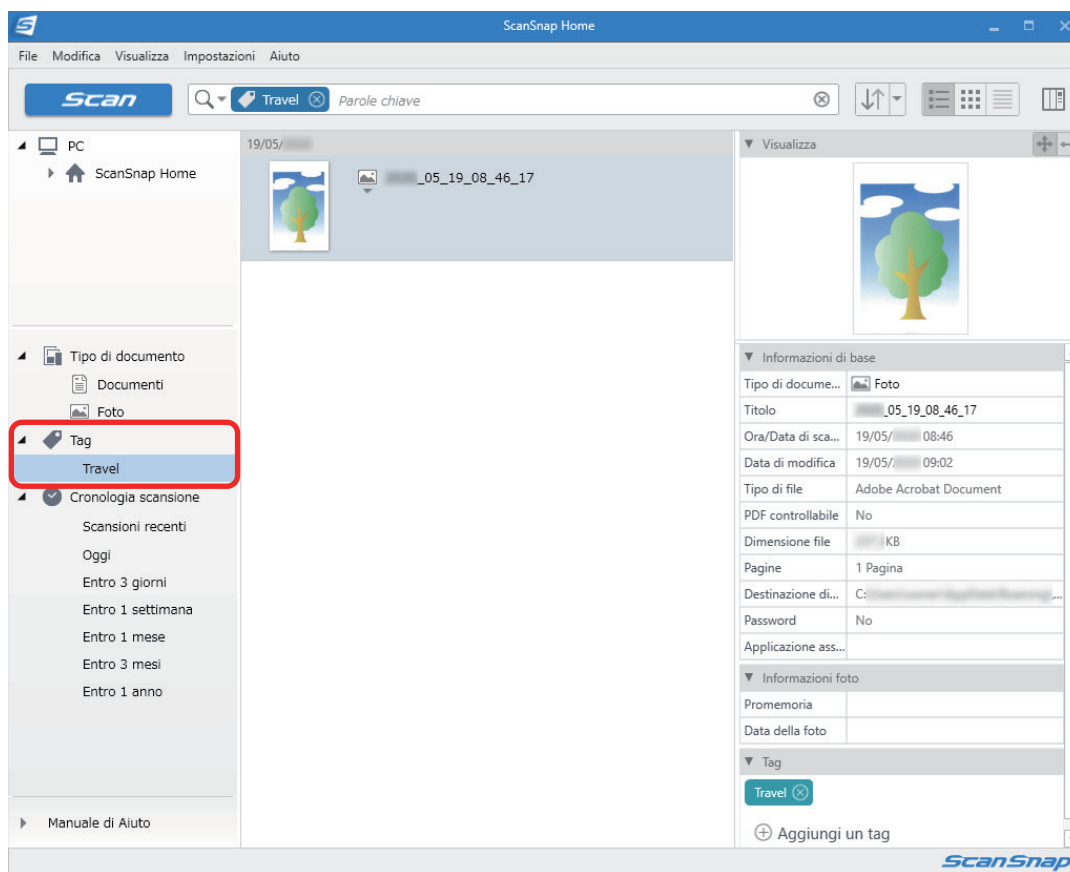 ScanSnap Home
File Modifica Visualizza Impostazioni Aiuto
Scan
Travel Parole chiave
PC
ScanSnap Home
Tipo di documento
Documenti
Foto
Tag
Travel
Cronologia scansione
Scansioni recenti
Oggi
Entro 3 giorni
Entro 1 settimana
Entro 1 mese
Entro 3 mesi
Entro 1 anno
Manuale di Aiuto
19/05/
_05_19_08_46_17
Visualizza
Informazioni di base
Tipo di docume... Foto
Titolo _05_19_08_46_17
Ora/Data di sca... 19/05/ 08:46
Data di modifica 19/05/ 09:02
Tipo di file Adobe Acrobat Document
PDF controllabile No
Dimensione file KB
Pagine 1 Pagina
Destinazione di... C:
Password No
Applicazione ass...
Informazioni foto
Promemoria
Data della foto
Tag
Travel
Aggiungi un tag
ScanSnap